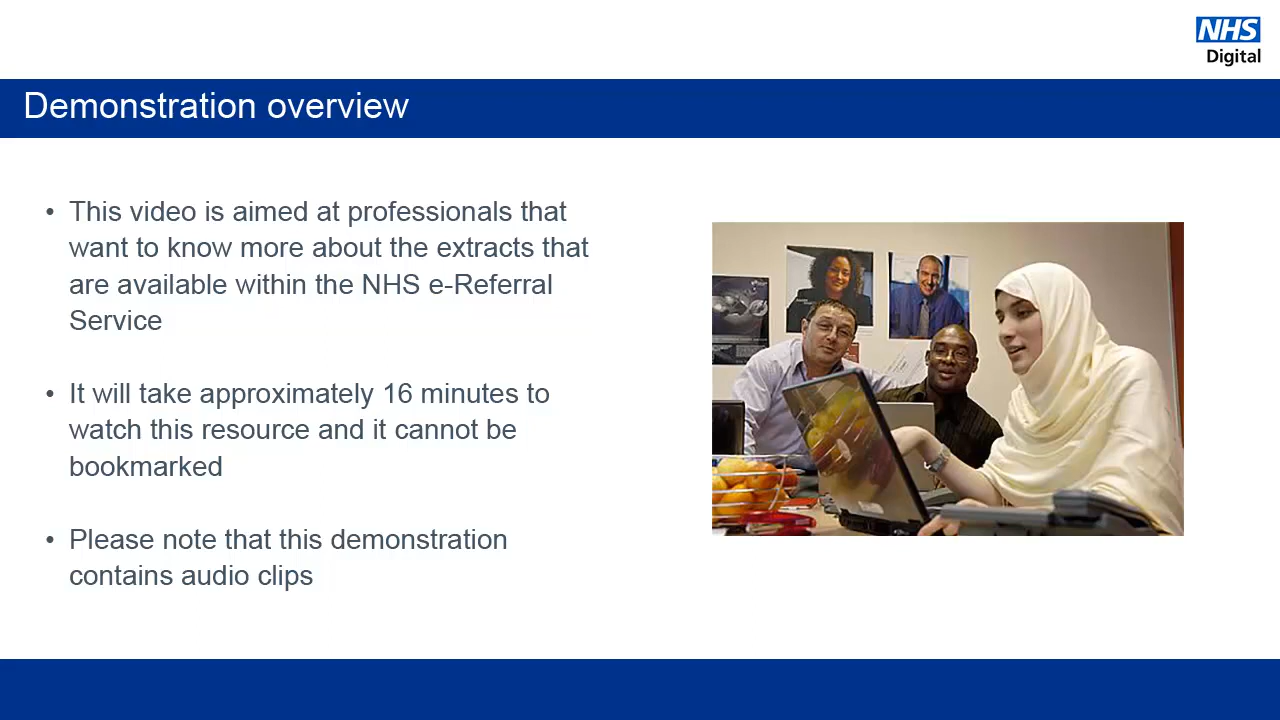 NHS
Digital
Demonstration overview
• This video is aimed at professionals that
want to know more about the extracts that
are available within the NHS e-Referral
Service
• It will take approximately 16 minutes to
watch this resource and it cannot be
bookmarked
• Please note that this demonstration
contains audio clips